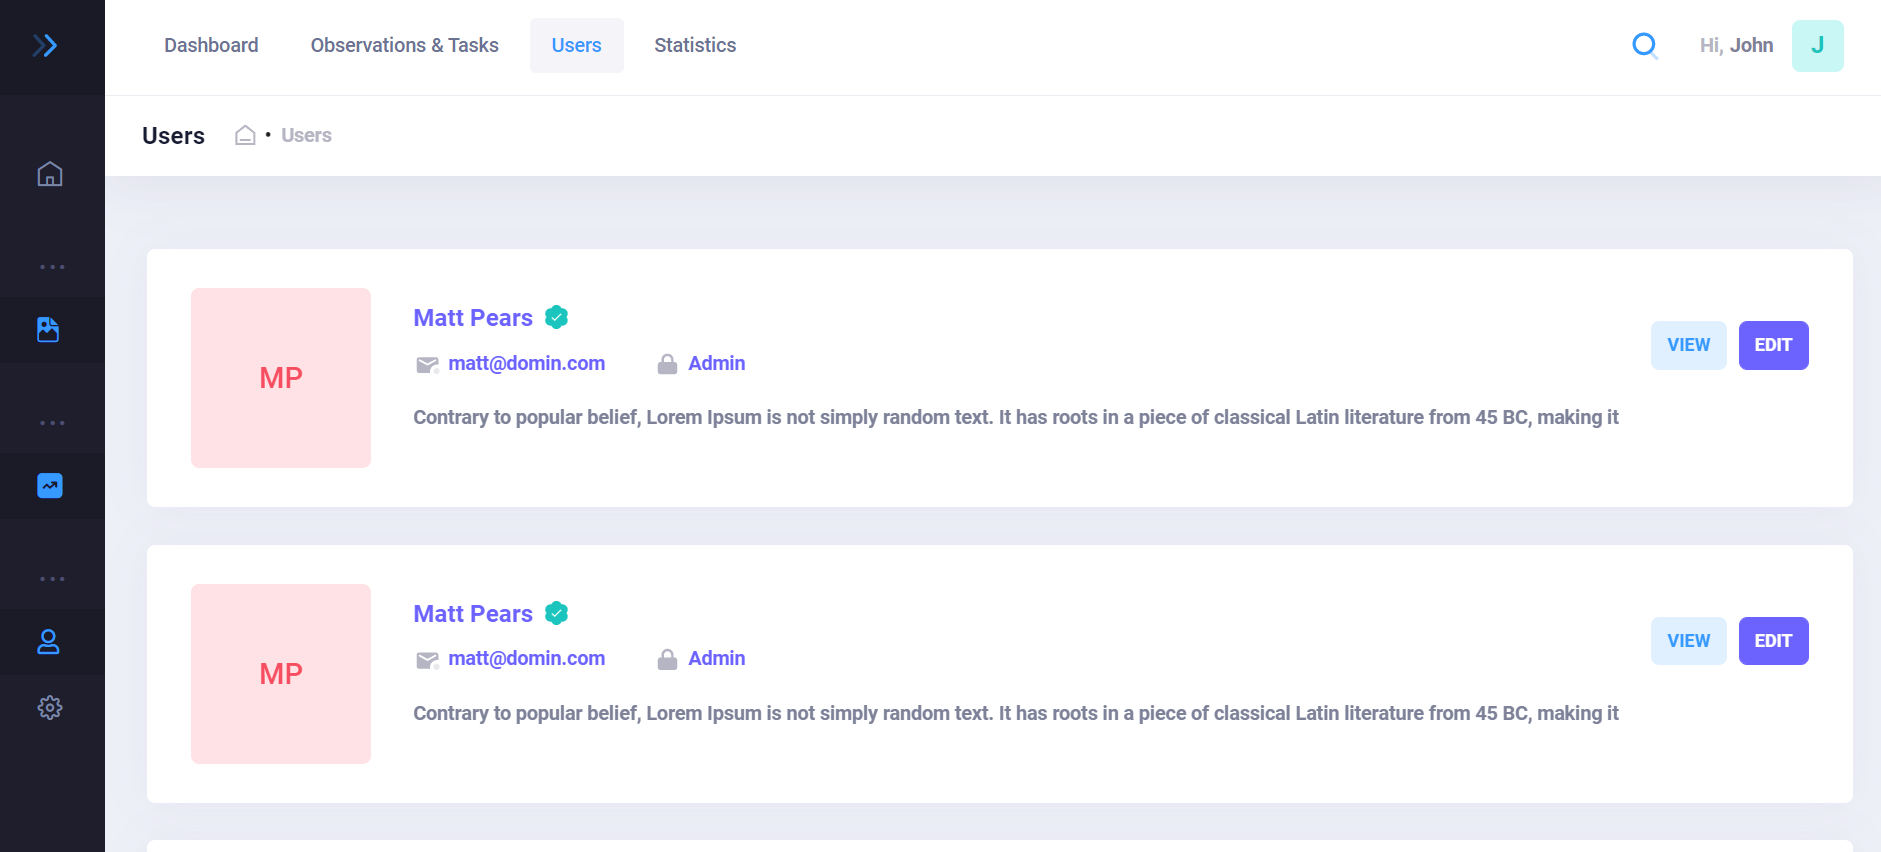 Dashboard Observations & Tasks Users Statistics Hi, John J
Users • Users
MP
Matt Pears
matt@domin.com Admin
VIEW EDIT
Contrary to popular belief, Lorem Ipsum is not simply random text. It has roots in a piece of classical Latin literature from 45 BC, making it
MP
Matt Pears
matt@domin.com Admin
VIEW EDIT
Contrary to popular belief, Lorem Ipsum is not simply random text. It has roots in a piece of classical Latin literature from 45 BC, making it